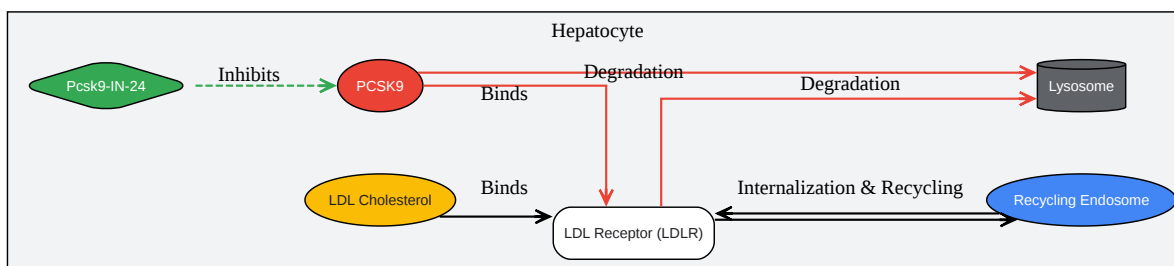 Hepatocyte
Inhibits
Degradation
Degradation
Pcsk9-IN-24
PCSK9
Binds
Lysosome
LDL Cholesterol
Binds
Internalization & Recycling
Recycling Endosome
LDL Receptor (LDLR)